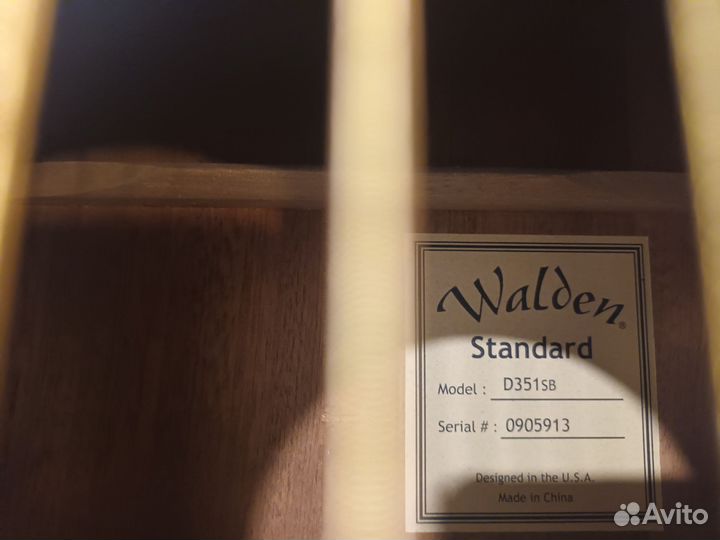 Walden®
Standard
Model : D351SB
Serial # : 0905913
Designed in the U.S.A.
Made in China
Avito